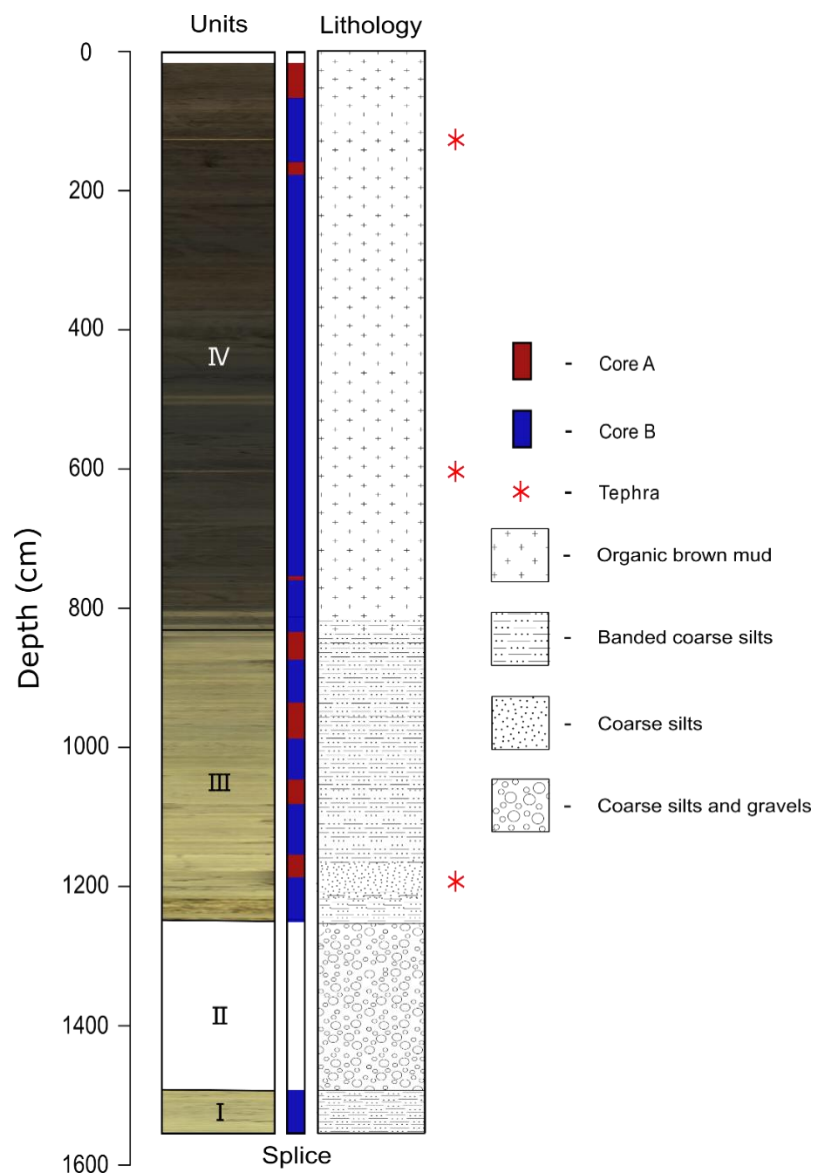 Units
Lithology
0
200
400
600
800
1000
1200
1400
1600
Depth (cm)
Ⅳ
Ⅲ
Ⅱ
Ⅰ
Splice
- Core A
- Core B
- Tephra
- Organic brown mud
- Banded coarse silts
- Coarse silts
- Coarse silts and gravels